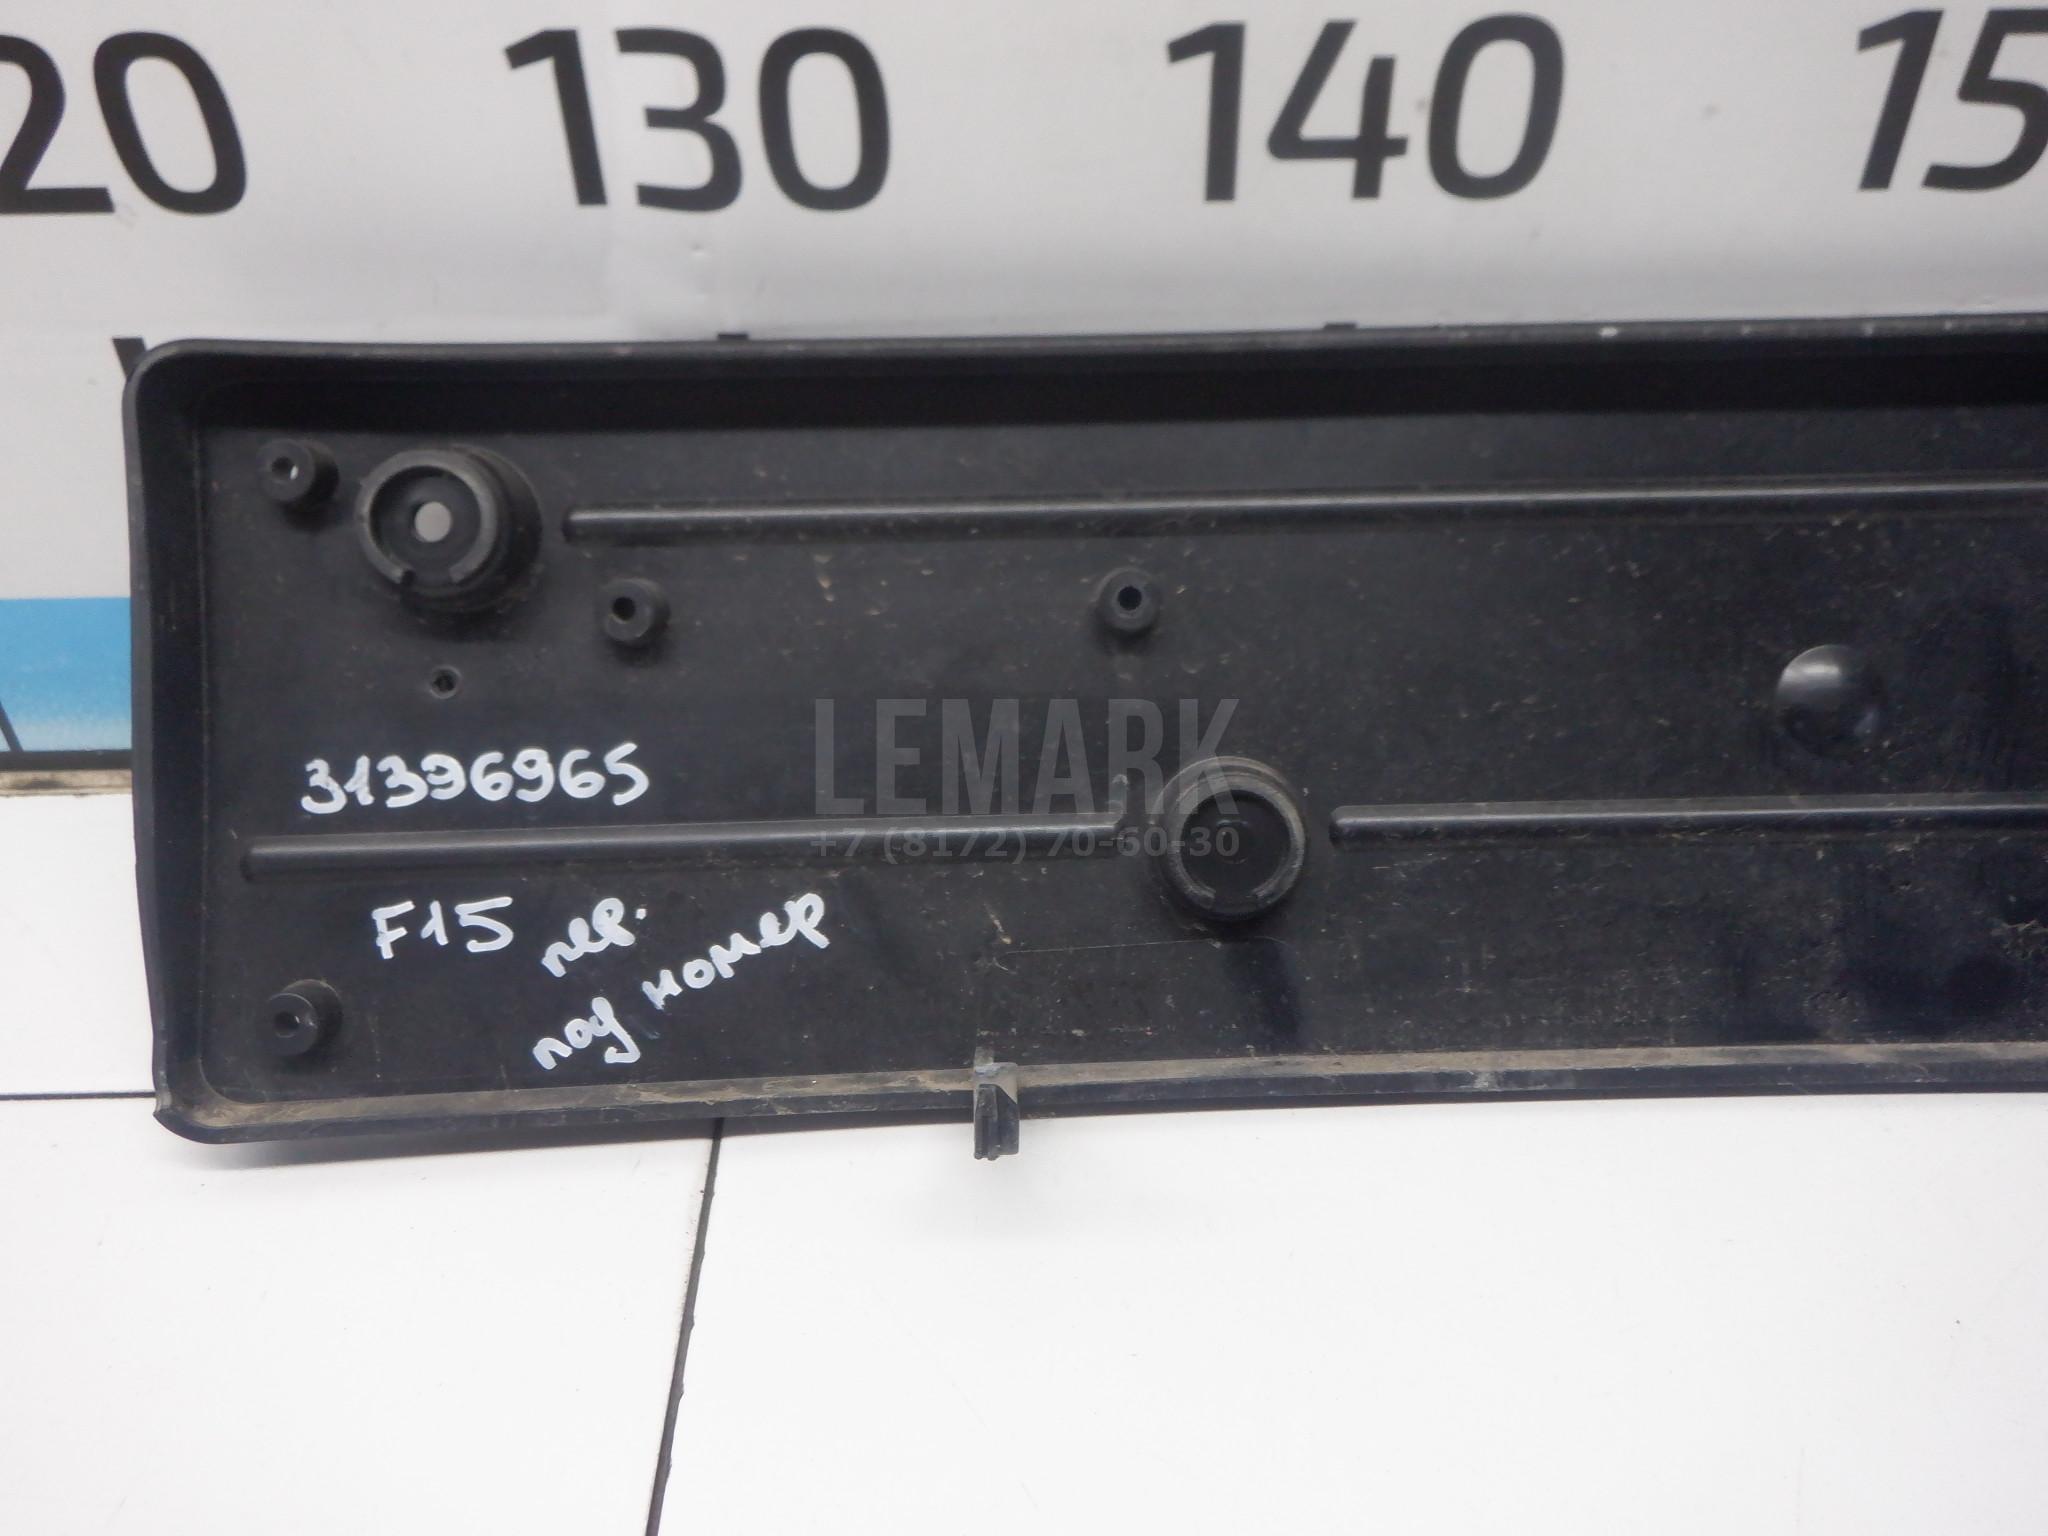 20 130 140 15
LEMARK
+7 (8172) 70-60-30
31396965
F15 пер.
под номер